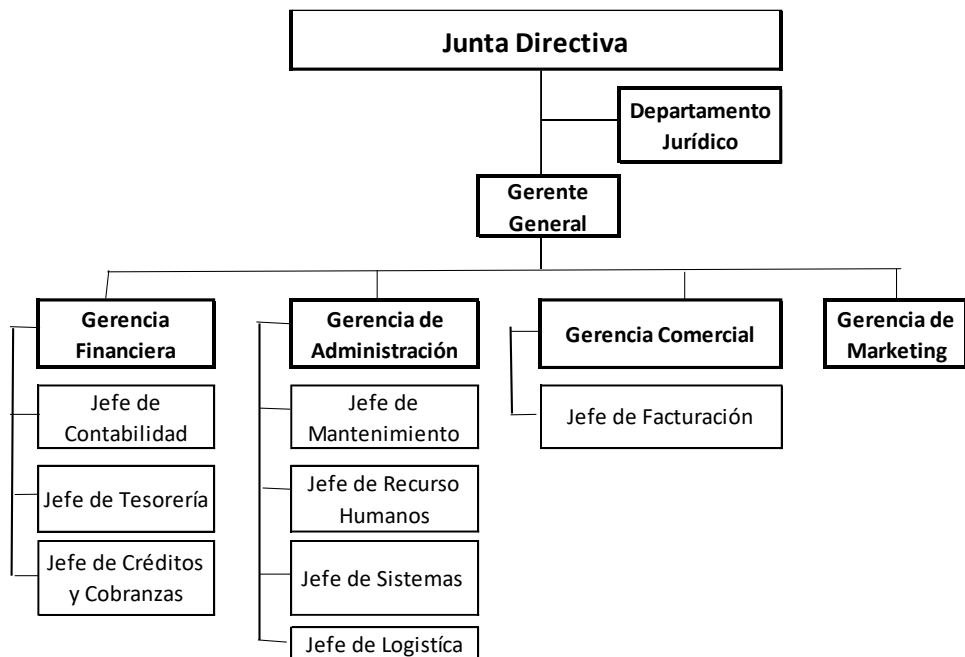 Junta Directiva
Departamento
Jurídico
Gerente
General
Gerencia
Financiera
Gerencia de
Administración
Gerencia Comercial
Gerencia de
Marketing
Jefe de
Contabilidad
Jefe de
Mantenimiento
Jefe de Facturación
Jefe de Tesorería
Jefe de Recurso
Humanos
Jefe de Créditos
y Cobranzas
Jefe de Sistemas
Jefe de Logistíca